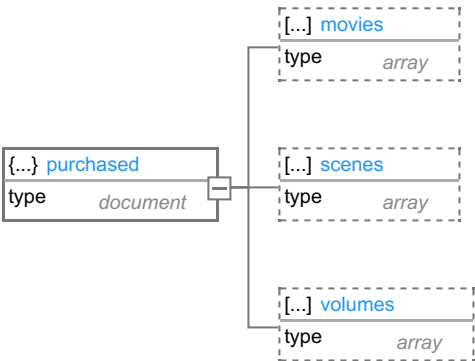 [...] movies
type array
{...} purchased
type document
[...] scenes
type array
[...] volumes
type array